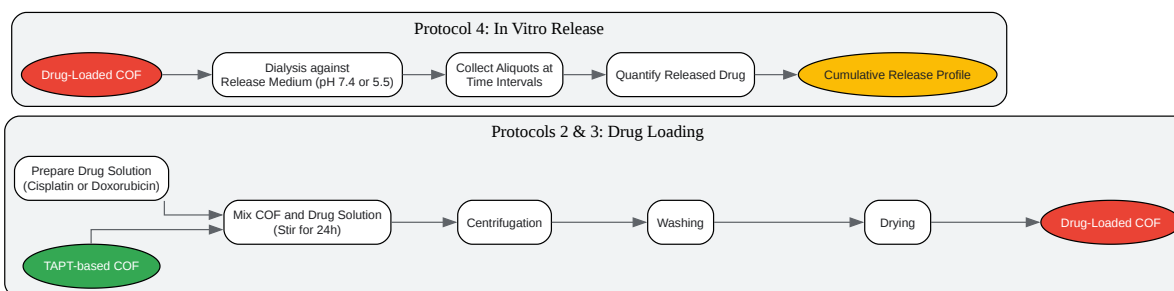 Protocol 4: In Vitro Release
Drug-Loaded COF
Dialysis against
Release Medium (pH 7.4 or 5.5)
Collect Aliquots at
Time Intervals
Quantify Released Drug
Cumulative Release Profile
Protocols 2 & 3: Drug Loading
Prepare Drug Solution
(Cisplatin or Doxorubicin)
TAPT-based COF
Mix COF and Drug Solution
(Stir for 24h)
Centrifugation
Washing
Drying
Drug-Loaded COF